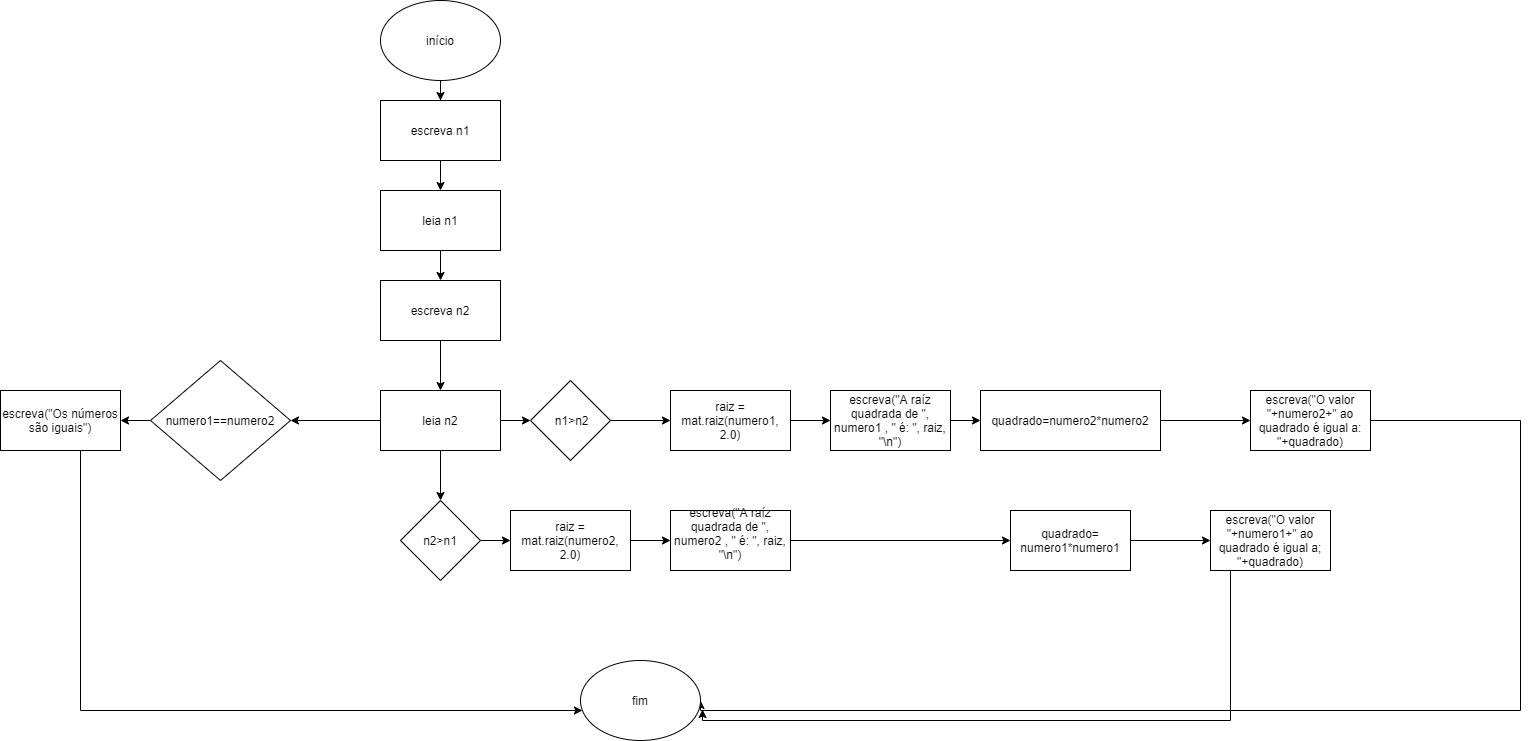 início
escreva n1
leia n1
escreva n2
escreva("Os números
são iguais")
numero1==numero2
leia n2
n1>n2
raiz =
mat.raiz(numero1,
2.0)
escreva("A raíz
quadrada de ",
numero1 , " é: ", raiz,
"\n")
quadrado=numero2*numero2
escreva("O valor
"+numero2+" ao
quadrado é igual a:
"+quadrado)
n2>n1
raiz =
mat.raiz(numero2,
2.0)
escreva("A raíz
quadrada de ",
numero2 , " é: ", raiz,
"\n")
quadrado=
numero1*numero1
escreva("O valor
"+numero1+" ao
quadrado é igual a;
"+quadrado)
fim